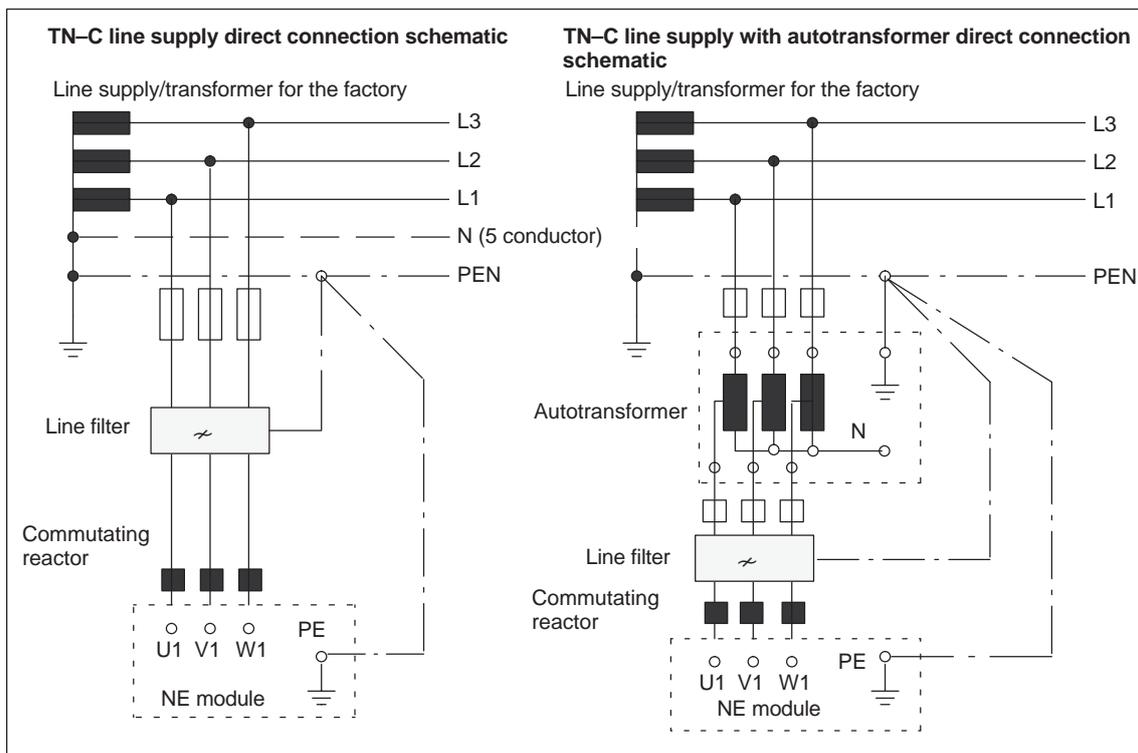 TN–C line supply direct connection schematic
Line supply/transformer for the factory
L3
L2
L1
N (5 conductor)
PEN
Line filter
Commutating
reactor
PE
U1 V1 W1
NE module
TN–C line supply with autotransformer direct connection
schematic
Line supply/transformer for the factory
L3
L2
L1
PEN
Autotransformer
N
Line filter
Commutating
reactor
PE
U1 V1 W1
NE module